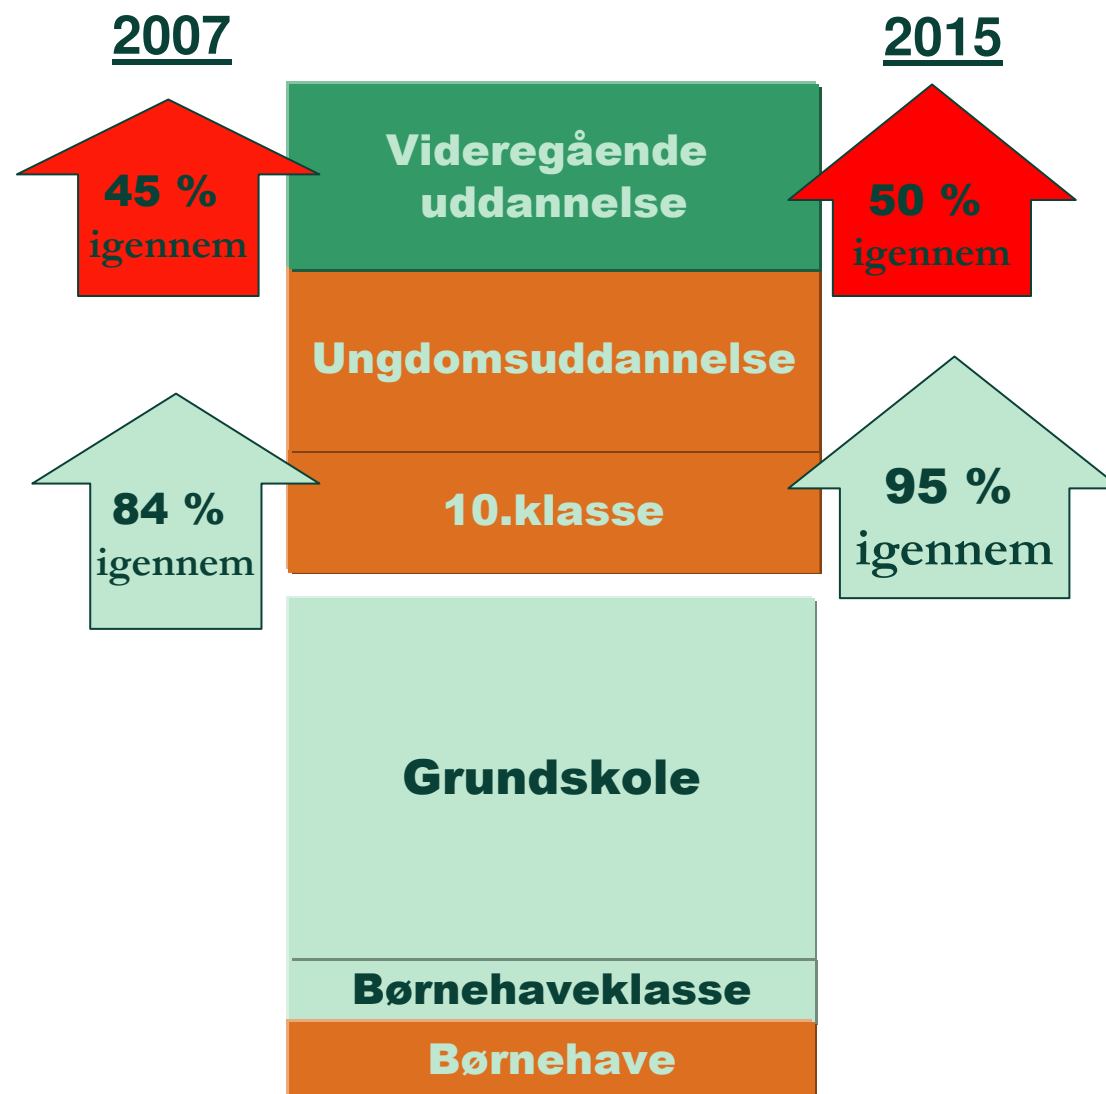 2007
2015
Videregående
uddannelse
45 %
igennem
50 %
igennem
Ungdomsuddannelse
84 %
igennem
10.klasse
95 %
igennem
Grundskole
Børnehaveklasse
Børnehave